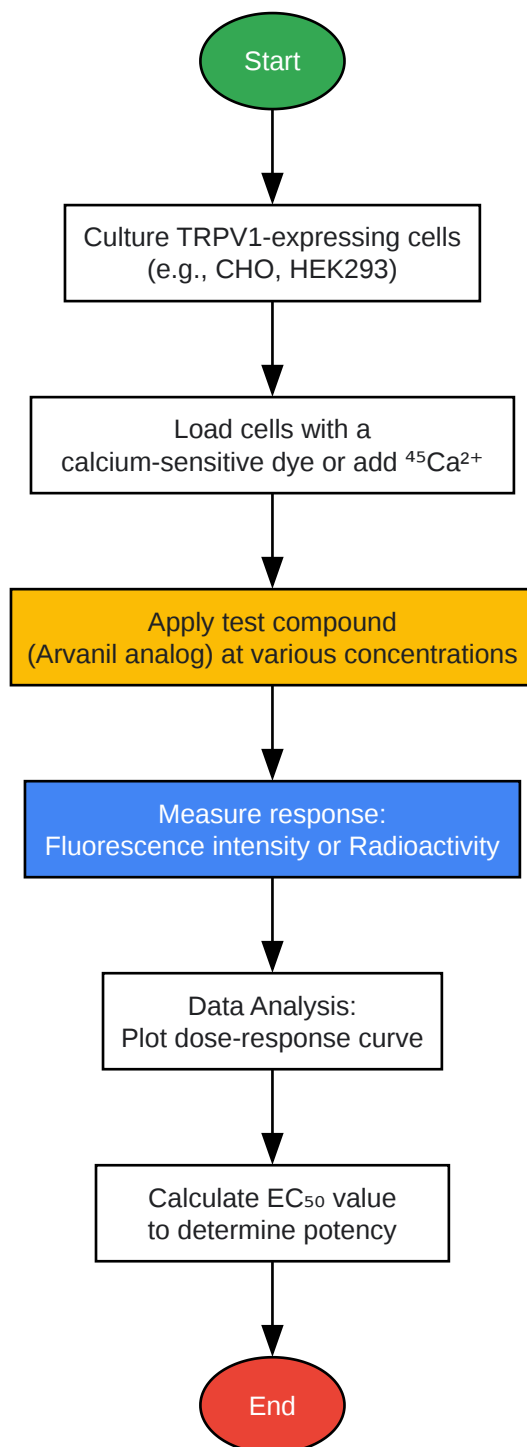 Start
Culture TRPV1-expressing cells
(e.g., CHO, HEK293)
Load cells with a
calcium-sensitive dye or add ⁴⁵Ca²⁺
Apply test compound
(Arvanil analog) at various concentrations
Measure response:
Fluorescence intensity or Radioactivity
Data Analysis:
Plot dose-response curve
Calculate EC₅₀ value
to determine potency
End